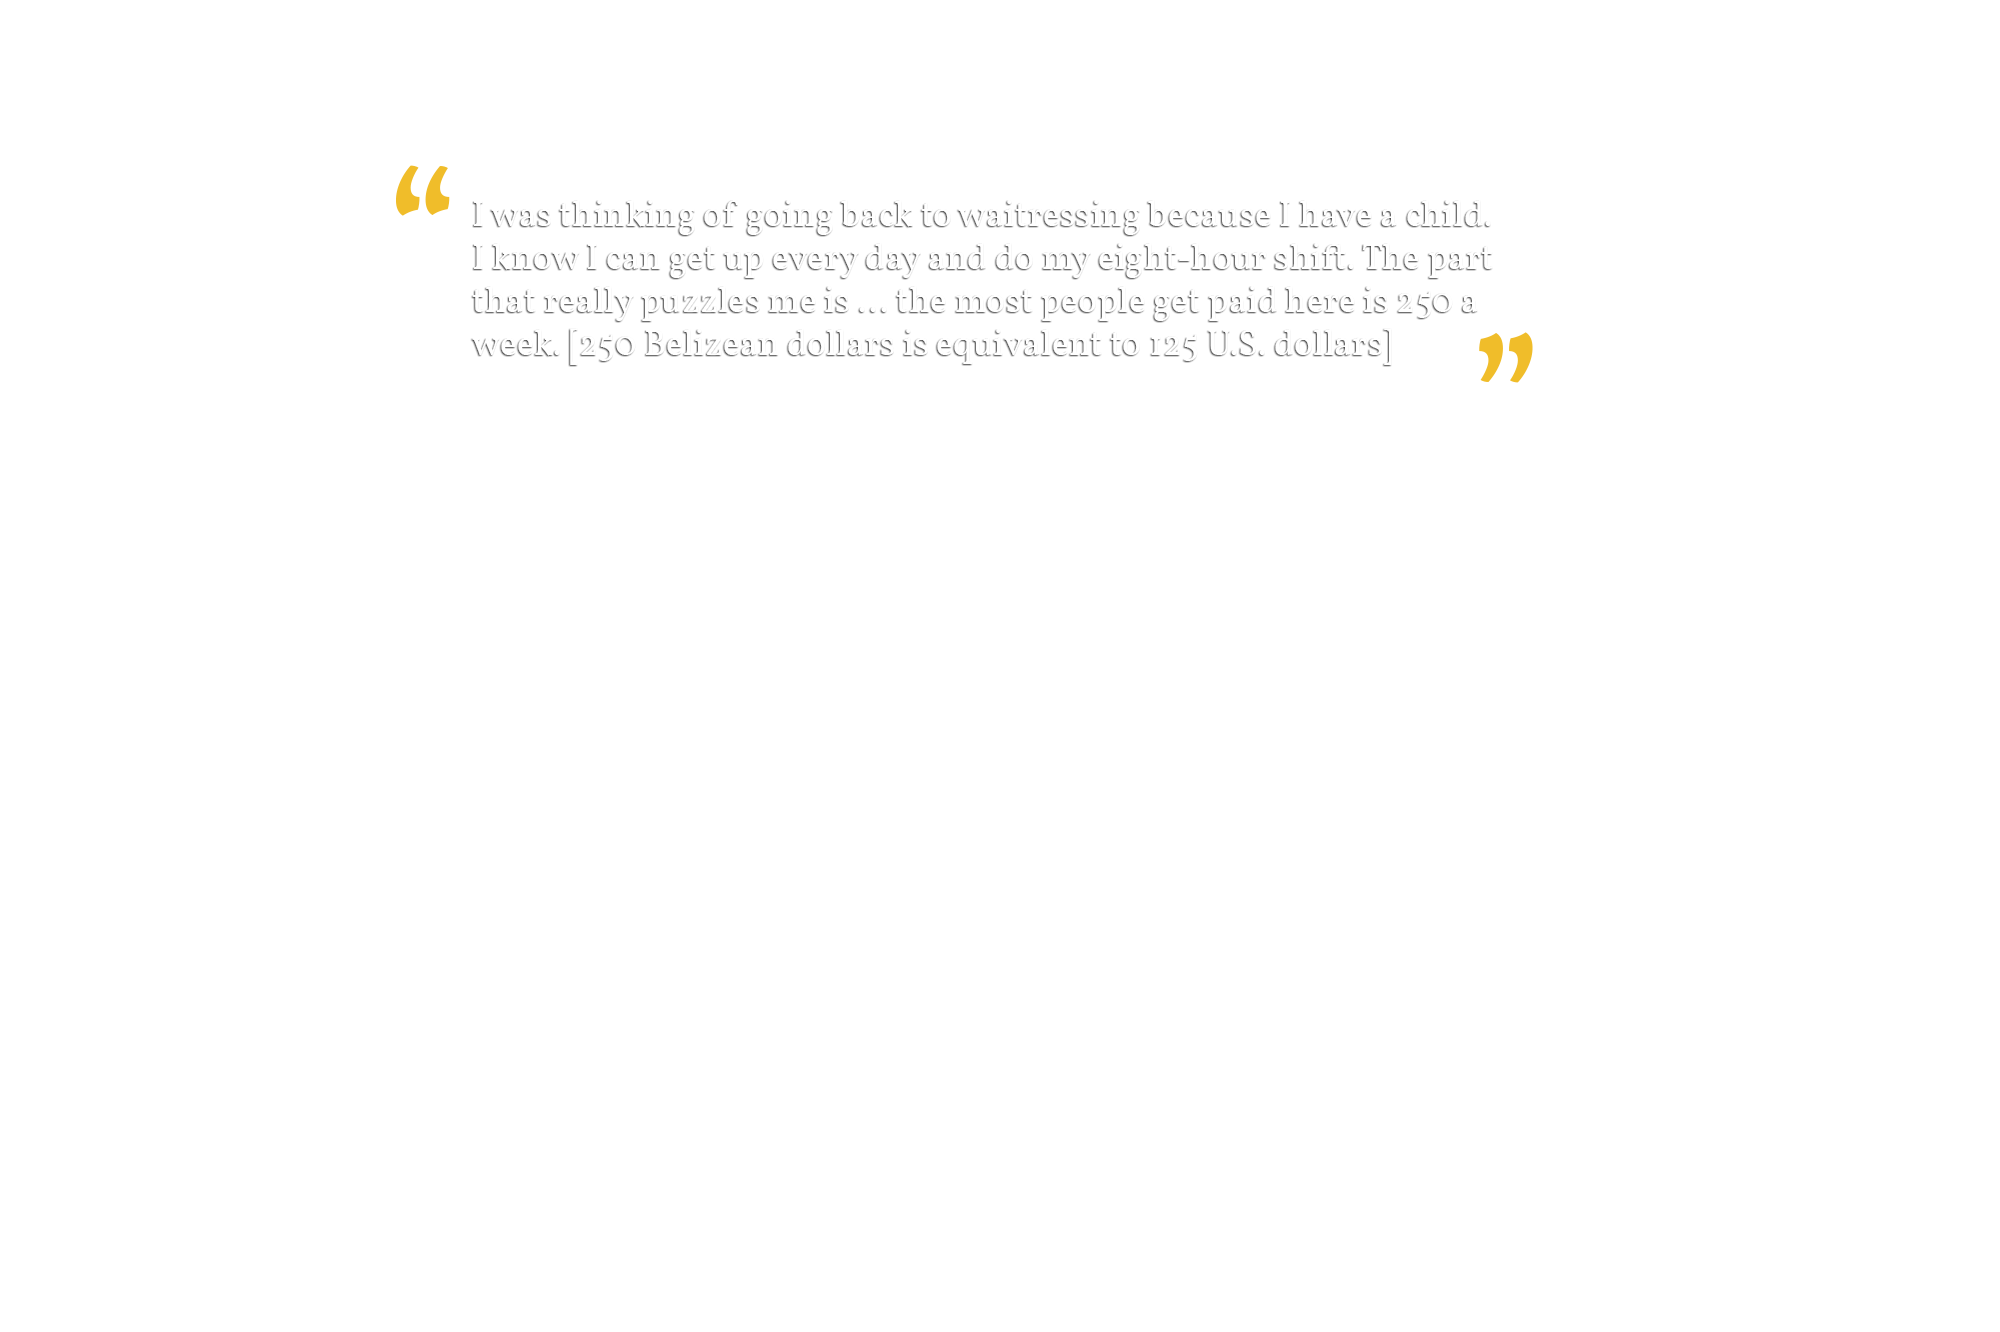 “I was thinking of going back to waitressing because I have a child.
I know I can get up every day and do my eight-hour shift. The part
that really puzzles me is ... the most people get paid here is 250 a
week. [250 Belizean dollars is equivalent to 125 U.S. dollars]”